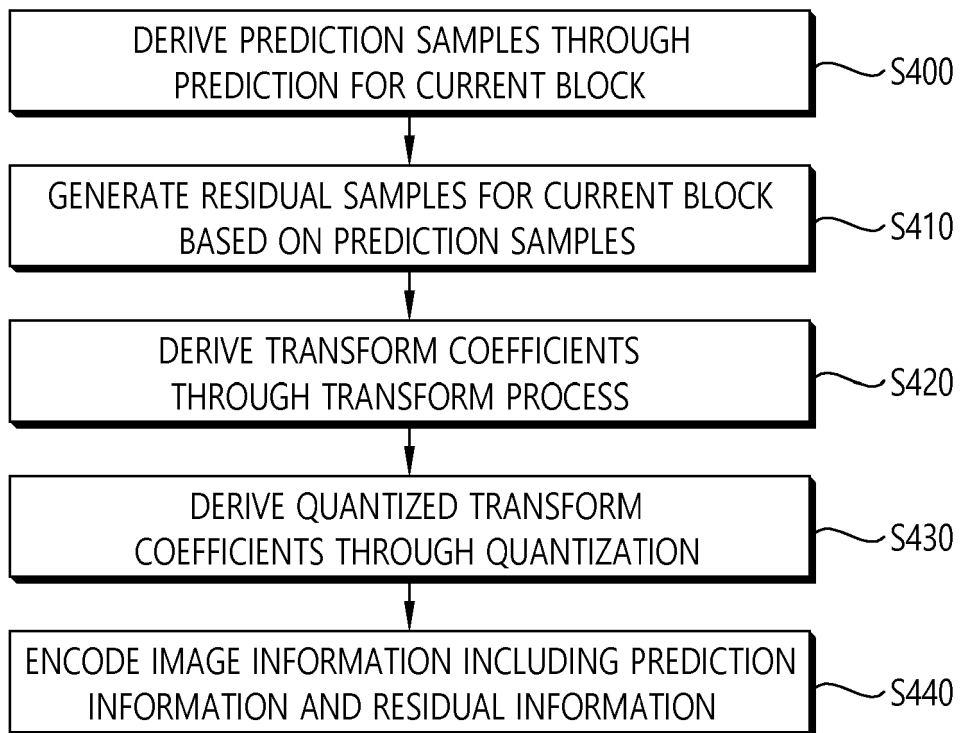 DERIVE PREDICTION SAMPLES THROUGH
PREDICTION FOR CURRENT BLOCK
S400
GENERATE RESIDUAL SAMPLES FOR CURRENT BLOCK
BASED ON PREDICTION SAMPLES
S410
DERIVE TRANSFORM COEFFICIENTS
THROUGH TRANSFORM PROCESS
S420
DERIVE QUANTIZED TRANSFORM
COEFFICIENTS THROUGH QUANTIZATION
S430
ENCODE IMAGE INFORMATION INCLUDING PREDICTION
INFORMATION AND RESIDUAL INFORMATION
S440